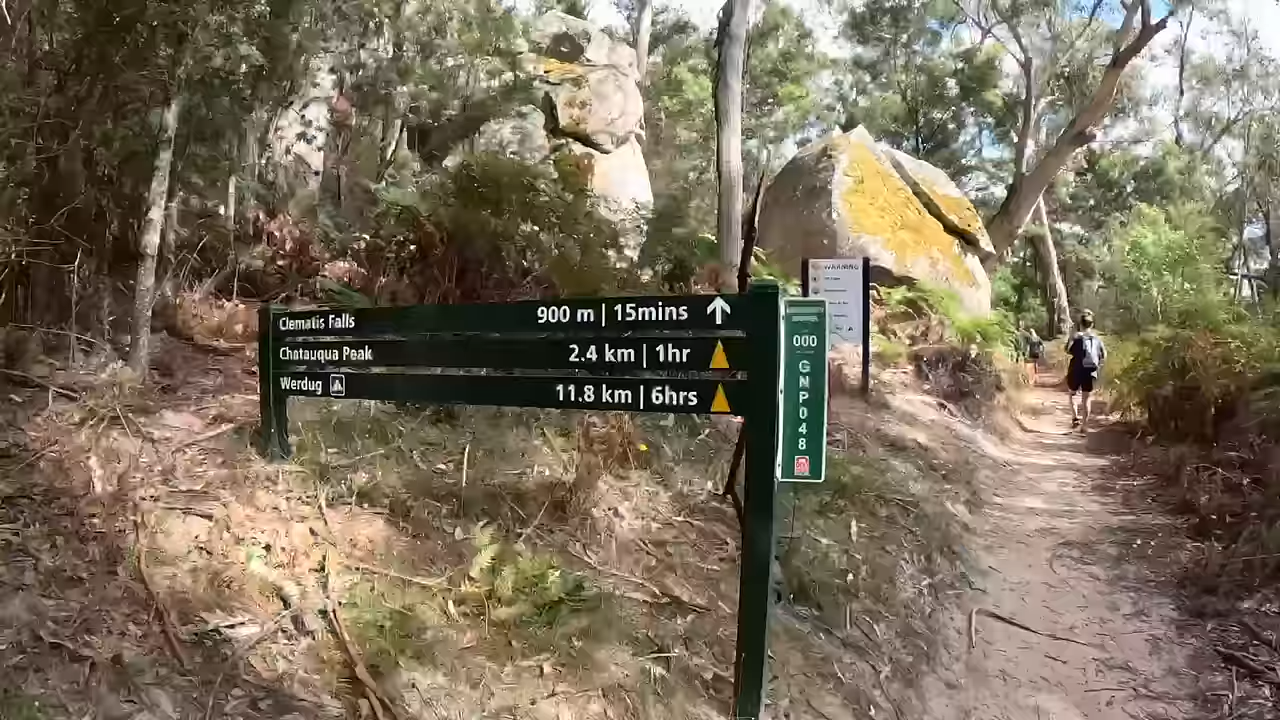 Clematis Falls 900 m | 15mins
Chatauqua Peak 2.4 km | 1hr
Werdug 11.8 km | 6hrs
WARNING
000
GNP048